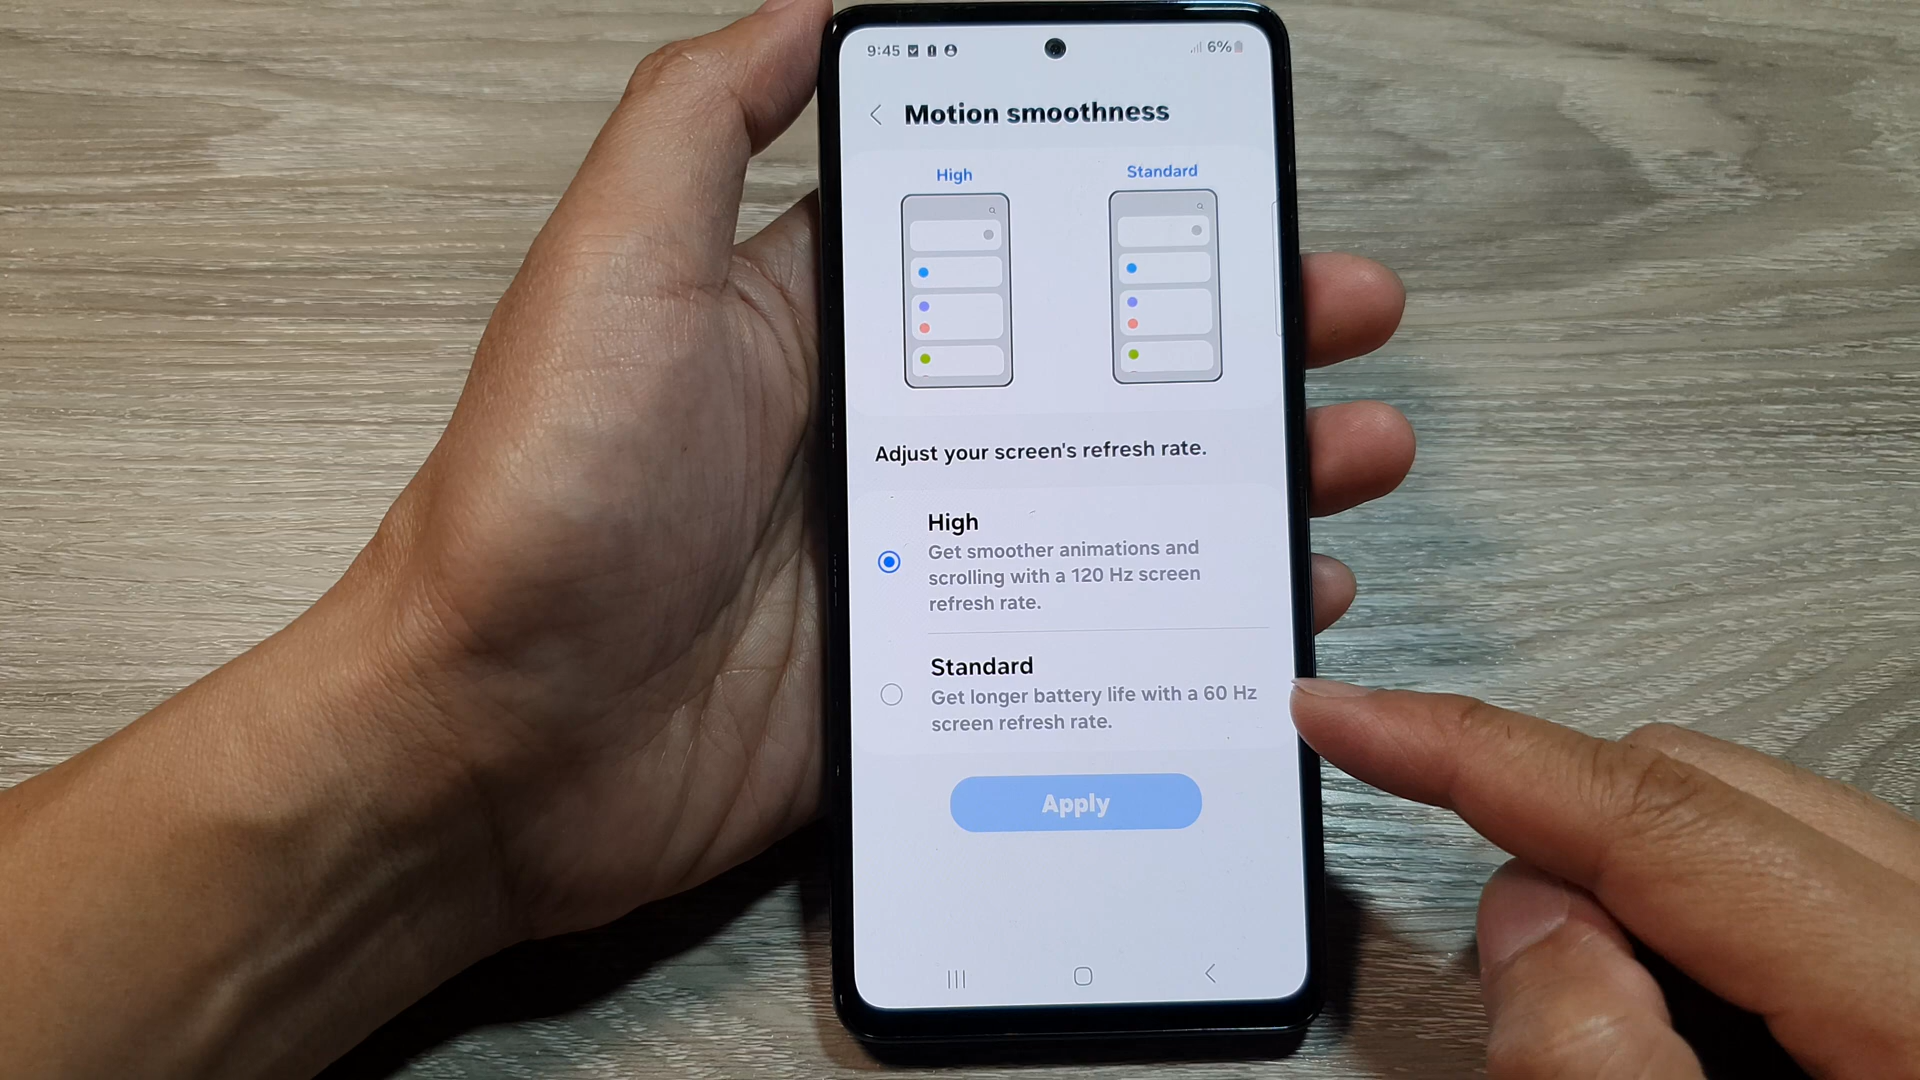 9:45
6%
Motion smoothness
High
Standard
Adjust your screen's refresh rate.
High
Get smoother animations and
scrolling with a 120 Hz screen
refresh rate.
Standard
Get longer battery life with a 60 Hz
screen refresh rate.
Apply